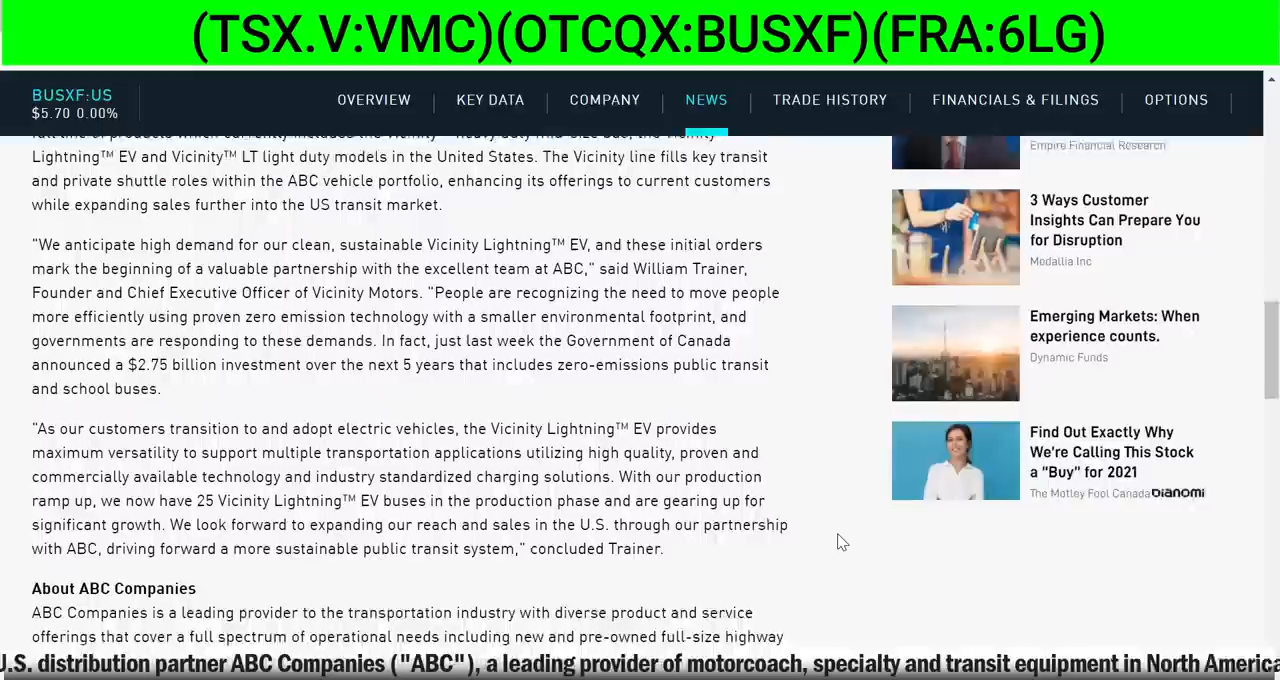 (TSX.V:VMC)(OTCQX:BUSXF)(FRA:6LG)
BUSXF:US
$5.70 0.00%
OVERVIEW
KEY DATA
COMPANY
NEWS
TRADE HISTORY
FINANCIALS & FILINGS
OPTIONS
Lightning™ EV and Vicinity™ LT light duty models in the United States. The Vicinity line fills key transit
and private shuttle roles within the ABC vehicle portfolio, enhancing its offerings to current customers
while expanding sales further into the US transit market.
"We anticipate high demand for our clean, sustainable Vicinity Lightning™ EV, and these initial orders
mark the beginning of a valuable partnership with the excellent team at ABC," said William Trainer,
Founder and Chief Executive Officer of Vicinity Motors. "People are recognizing the need to move people
more efficiently using proven zero emission technology with a smaller environmental footprint, and
governments are responding to these demands. In fact, just last week the Government of Canada
announced a $2.75 billion investment over the next 5 years that includes zero-emissions public transit
and school buses.
"As our customers transition to and adopt electric vehicles, the Vicinity Lightning™ EV provides
maximum versatility to support multiple transportation applications utilizing high quality, proven and
commercially available technology and industry standardized charging solutions. With our production
ramp up, we now have 25 Vicinity Lightning™ EV buses in the production phase and are gearing up for
significant growth. We look forward to expanding our reach and sales in the U.S. through our partnership
with ABC, driving forward a more sustainable public transit system," concluded Trainer.
About ABC Companies
ABC Companies is a leading provider to the transportation industry with diverse product and service
offerings that cover a full spectrum of operational needs including new and pre-owned full-size highway
Empire Financial Research
3 Ways Customer
Insights Can Prepare You
for Disruption
Medallia Inc
Emerging Markets: When
experience counts.
Dynamic Funds
Find Out Exactly Why
We're Calling This Stock
a "Buy" for 2021
The Motley Fool Canada
bianomi
U.S. distribution partner ABC Companies ("ABC"), a leading provider of motorcoach, specialty and transit equipment in North America